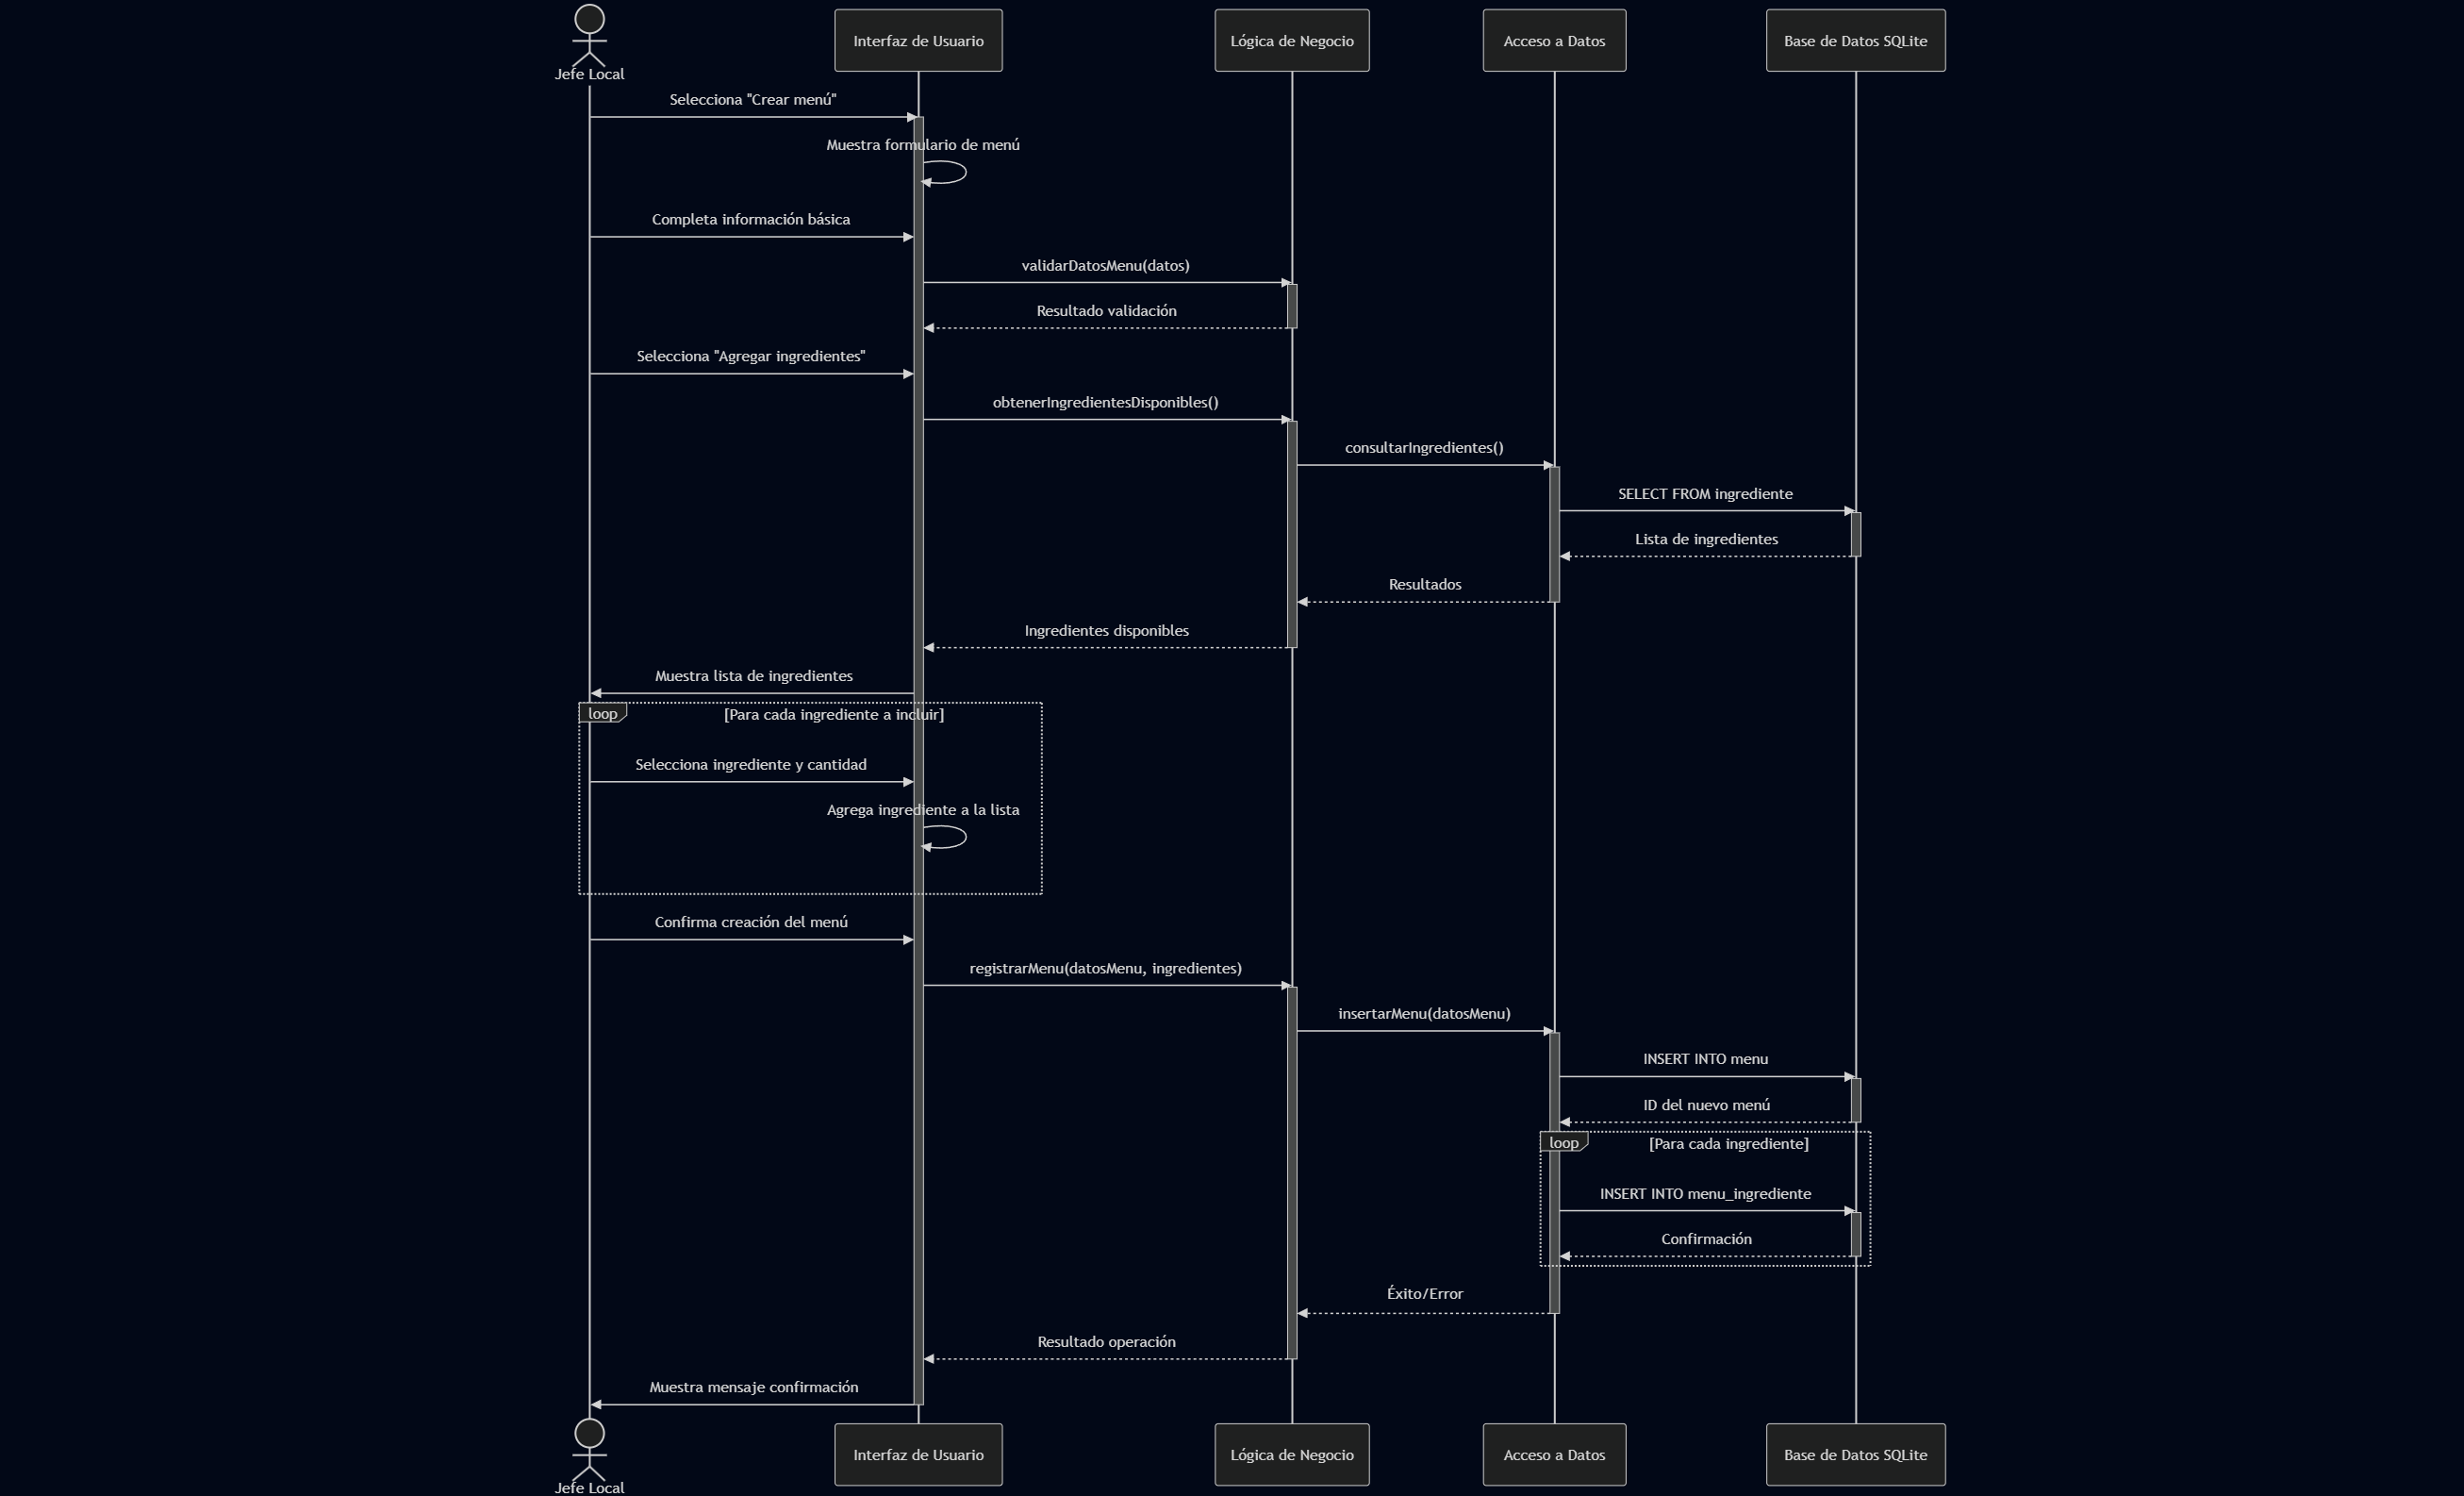 Jefe Local
Interfaz de Usuario
Lógica de Negocio
Acceso a Datos
Base de Datos SQLite
Selecciona "Crear menú"
Muestra formulario de menú
Completa información básica
validarDatosMenu(datos)
Resultado validación
Selecciona "Agregar ingredientes"
obtenerIngredientesDisponibles()
consultarIngredientes()
SELECT FROM ingrediente
Lista de ingredientes
Resultados
Ingredientes disponibles
Muestra lista de ingredientes
loop
[Para cada ingrediente a incluir]
Selecciona ingrediente y cantidad
Agrega ingrediente a la lista
Confirma creación del menú
registrarMenu(datosMenu, ingredientes)
insertarMenu(datosMenu)
INSERT INTO menu
ID del nuevo menú
loop
[Para cada ingrediente]
INSERT INTO menu_ingrediente
Confirmación
Éxito/Error
Resultado operación
Muestra mensaje confirmación
Jefe Local
Interfaz de Usuario
Lógica de Negocio
Acceso a Datos
Base de Datos SQLite